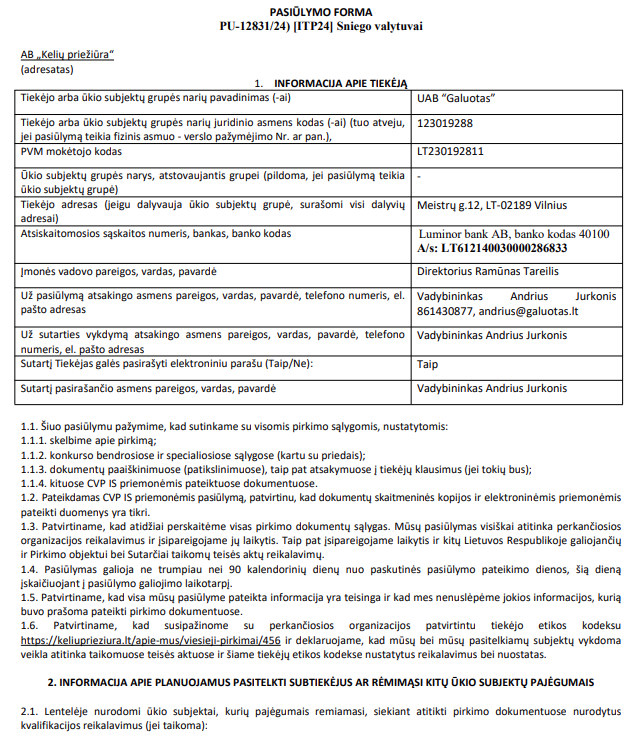 PASIŪLYMO FORMA
PU-12831/24) [ITP24] Sniego valytuvai
AB „Kelių priežiūra“
(adresatas)
1. INFORMACIJA APIE TIEKĖJĄ
Tiekėjo arba ūkio subjektų grupės narių pavadinimas (-ai)
UAB “Galuotas”
Tiekėjo arba ūkio subjektų grupės narių juridinio asmens kodas (-ai) (tuo atveju,
jei pasiūlymą teikia fizinis asmuo - verslo pažymėjimo Nr. ar pan.),
123019288
PVM mokėtojo kodas
LT230192811
Ūkio subjektų grupės narys, atstovaujantis grupei (pildoma, jei pasiūlymą teikia
ūkio subjektų grupė)
-
Tiekėjo adresas (jeigu dalyvauja ūkio subjektų grupė, surašomi visi dalyvių
adresai)
Meistrų g.12, LT-02189 Vilnius
Atsiskaitomosios sąskaitos numeris, bankas, banko kodas
Luminor bank AB, banko kodas 40100
A/s: LT612140030000286833
Įmonės vadovo pareigos, vardas, pavardė
Direktorius Ramūnas Tareilis
Už pasiūlymą atsakingo asmens pareigos, vardas, pavardė, telefono numeris, el.
pašto adresas
Vadybininkas Andrius Jurkonis
861430877, andrius@galuotas.lt
Už sutarties vykdymą atsakingo asmens pareigos, vardas, pavardė, telefono
numeris, el. pašto adresas
Vadybininkas Andrius Jurkonis
Sutartį Tiekėjas galės pasirašyti elektroniniu parašu (Taip/Ne):
Taip
Sutartį pasirašančio asmens pareigos, vardas, pavardė
Vadybininkas Andrius Jurkonis
1.1. Šiuo pasiūlymu pažymime, kad sutinkame su visomis pirkimo sąlygomis, nustatytomis:
1.1.1. skelbime apie pirkimą;
1.1.2. konkurso bendrosiose ir specialiosiose sąlygose (kartu su priedais);
1.1.3. dokumentų paaiškinimuose (patikslinimuose), taip pat atsakymuose į tiekėjų klausimus (jei tokių bus);
1.1.4. kituose CVP IS priemonėmis pateiktuose dokumentuose.
1.2. Pateikdamas CVP IS priemonėmis pasiūlymą, patvirtinu, kad dokumentų skaitmeninės kopijos ir elektroninėmis priemonėmis
pateikti duomenys yra tikri.
1.3. Patvirtiname, kad atidžiai perskaitėme visas pirkimo dokumentų sąlygas. Mūsų pasiūlymas visiškai atitinka perkančiosios
organizacijos reikalavimus ir įsipareigojame jų laikytis. Taip pat įsipareigojame laikytis ir kitų Lietuvos Respublikoje galiojančių
ir Pirkimo objektui bei Sutarčiai taikomų teisės aktų reikalavimų.
1.4. Pasiūlymas galioja ne trumpiau nei 90 kalendorinių dienų nuo paskutinės pasiūlymo pateikimo dienos, šią dieną
įskaičiuojant į pasiūlymo galiojimo laikotarpį.
1.5. Patvirtiname, kad visa mūsų pasiūlyme pateikta informacija yra teisinga ir kad mes nenuslėpėme jokios informacijos, kurią
buvo prašoma pateikti pirkimo dokumentuose.
1.6. Patvirtiname, kad susipažinome su perkančiosios organizacijos patvirtintu tiekėjo etikos kodeksu
https://keliuprieziura.lt/apie-mus/viesieji-pirkimai/456 ir deklaruojame, kad mūsų bei mūsų pasitelkiamų subjektų vykdoma
veikla atitinka taikomuose teisės aktuose ir šiame tiekėjų etikos kodekse nustatytus reikalavimus bei nuostatas.
2. INFORMACIJA APIE PLANUOJAMUS PASITELKTI SUBTIEKĖJUS AR RĖMIMĄSI KITŲ ŪKIO SUBJEKTŲ PAJĖGUMAIS
2.1. Lentelėje nurodomi ūkio subjektai, kurių pajėgumais remiamasi, siekiant atitikti pirkimo dokumentuose nurodytus
kvalifikacijos reikalavimus (jei taikoma):